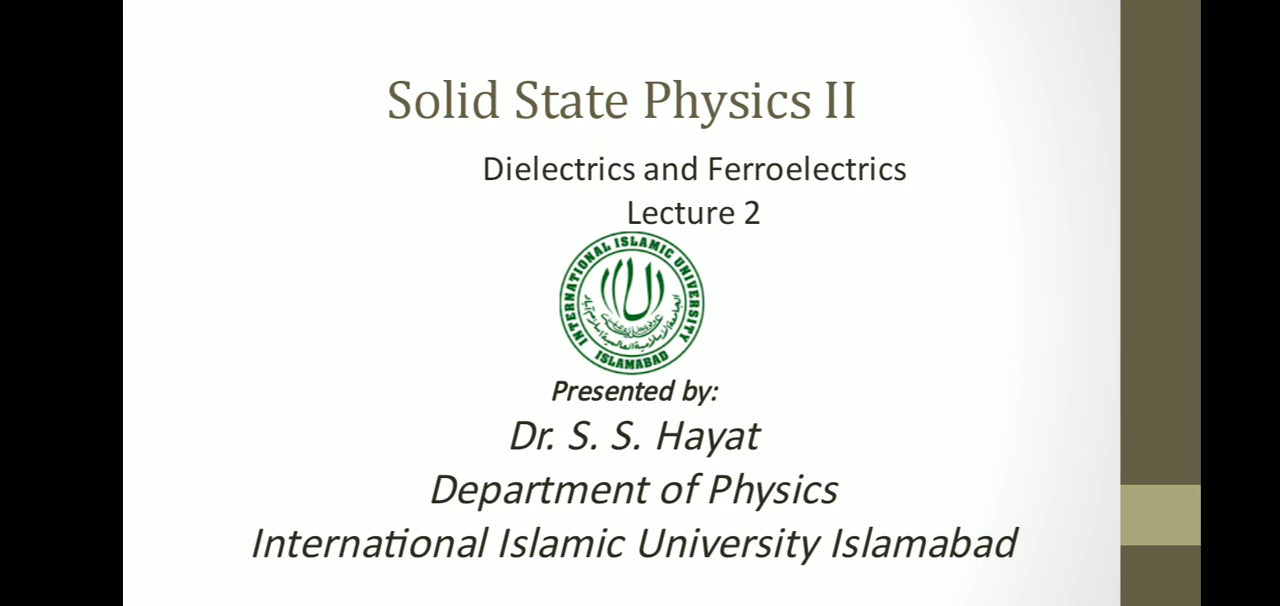 Solid State Physics II
Dielectrics and Ferroelectrics
Lecture 2
INTERNATIONAL ISLAMIC UNIVERSITY
ISLAMABAD
Presented by:
Dr. S. S. Hayat
Department of Physics
International Islamic University Islamabad